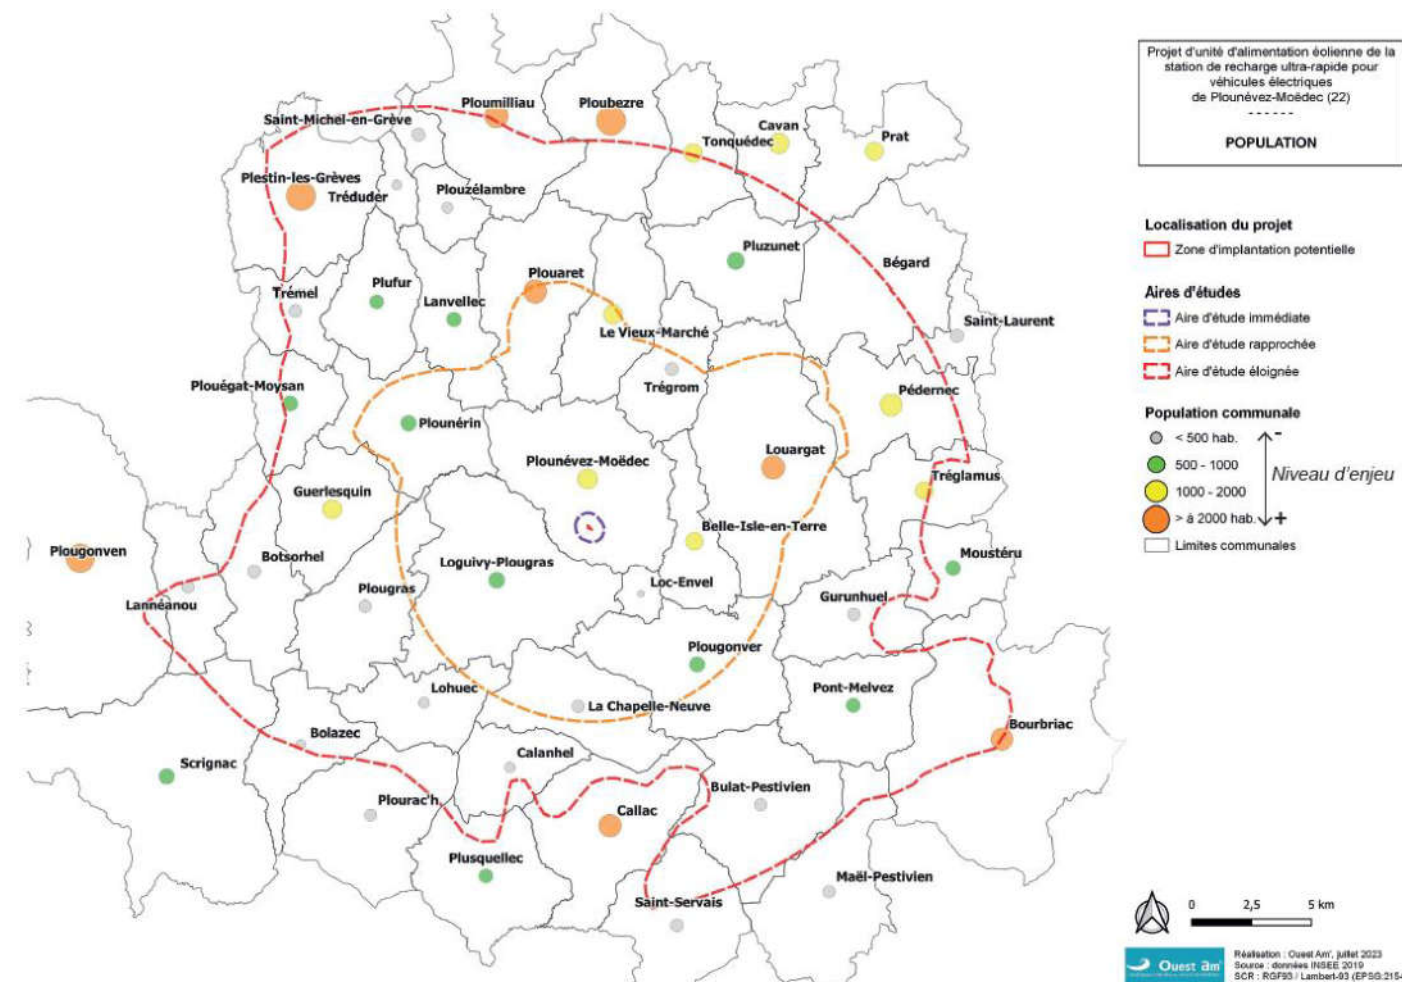 Projet d'unité d'alimentation éolienne de la
station de recharge ultra-rapide pour
véhicules électriques
de Plounévez-Moëdec (22)
------
POPULATION
Localisation du projet
Zone d'implantation potentielle
Aires d'études
Aire d'étude immédiate
Aire d'étude rapprochée
Aire d'étude éloignée
Population communale
< 500 hab.
500 - 1000
1000 - 2000
> à 2000 hab.
-
Niveau d'enjeu
+
Limites communales
Ploumilliau
Ploubezre
Saint-Michel-en-Grève
Cavan
Tonquédec
Prat
Plestin-les-Grèves
Tréduder
Plouzélambre
Pluzunet
Bégard
Plouaret
Plufur
Trémel
Lanvellec
Le Vieux-Marché
Saint-Laurent
Plouégat-Moysan
Trégrom
Pédernec
Plounérin
Louargat
Plounévez-Moëdec
Tréglamus
Guerlesquin
Belle-Isle-en-Terre
Plougonven
Botsorhel
Loguivy-Plougras
Moustéru
Plougras
Loc-Envel
Gurunhuel
Lannéanou
Plougonver
Lohuec
Pont-Melvez
La Chapelle-Neuve
Bourbriac
Bolazec
Calanhel
Scrignac
Bulat-Pestivien
Plourac'h
Callac
Plusquellec
Maël-Pestivien
Saint-Servais
0 2,5 5 km
Ouest am'
Réalisation : Ouest Am', juillet 2023
Source : données INSEE 2019
SCR : RGF93 / Lambert-93 (EPSG:2154